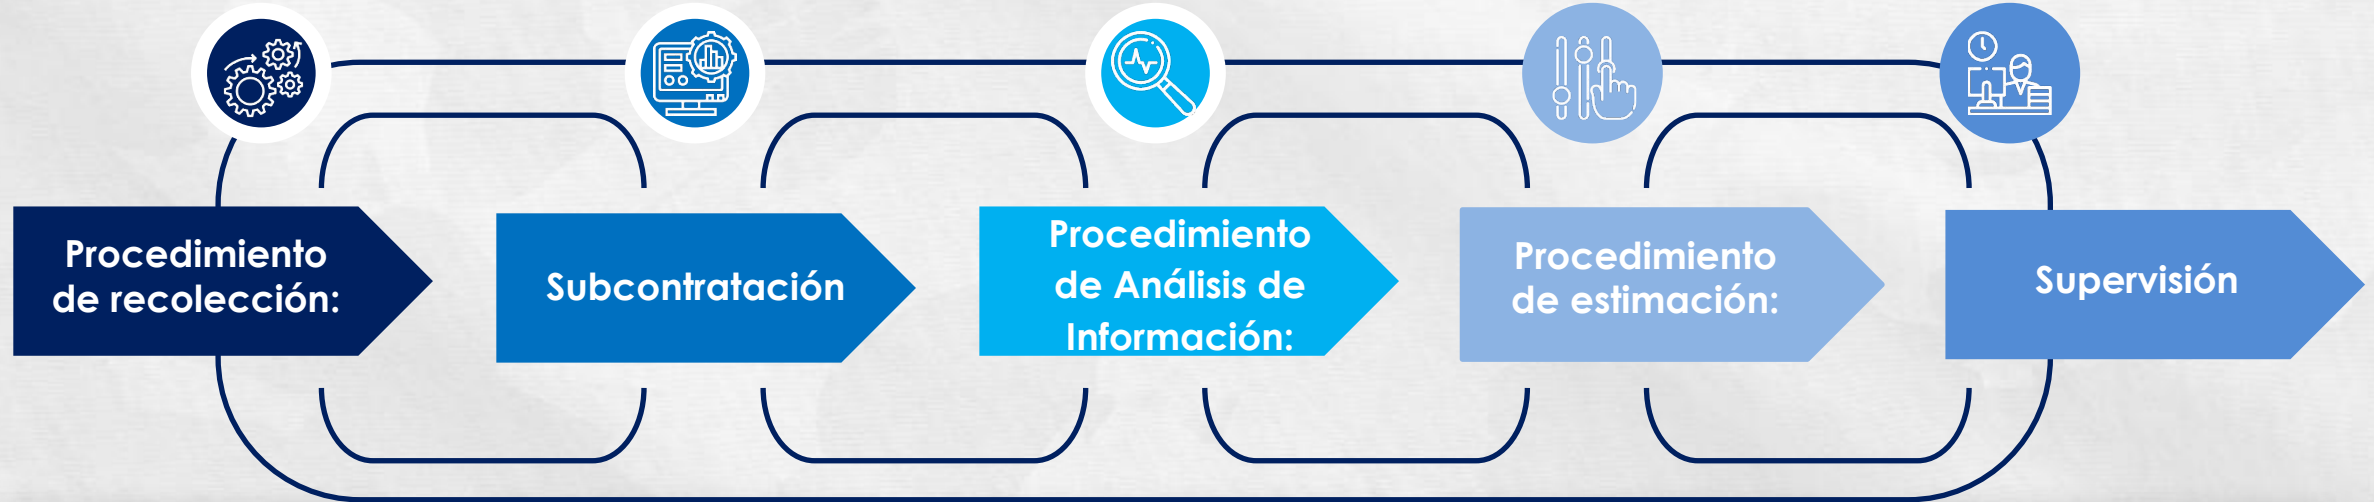 Procedimiento
de recolección:
Subcontratación
Procedimiento
de Análisis de
Información:
Procedimiento
de estimación:
Supervisión